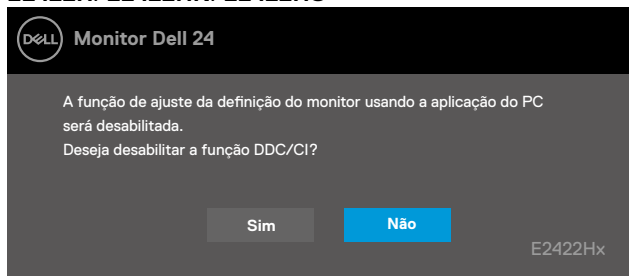 DELL Monitor Dell 24
A função de ajuste da definição do monitor usando a aplicação do PC
será desabilitada.
Deseja desabilitar a função DDC/CI?
Sim Não
E2422Hx